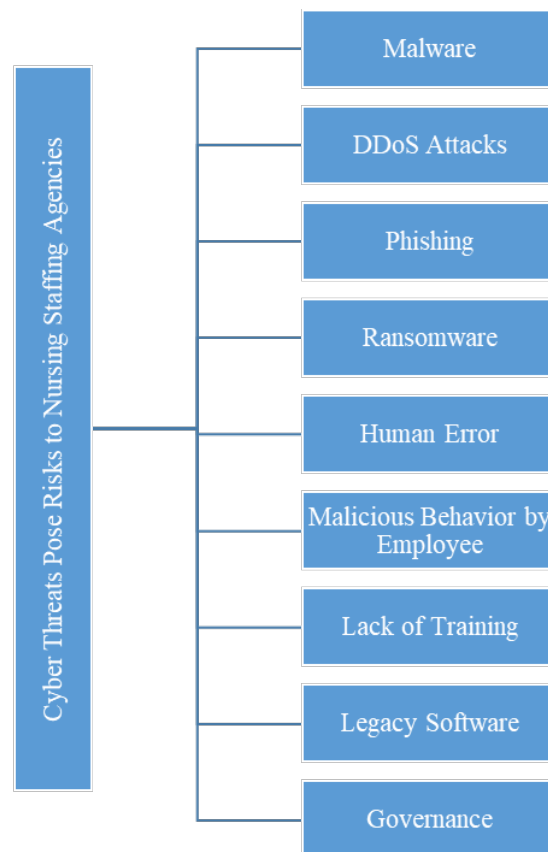 Cyber Threats Pose Risks to Nursing Staffing Agencies
Malware
DDoS Attacks
Phishing
Ransomware
Human Error
Malicious Behavior by
Employee
Lack of Training
Legacy Software
Governance